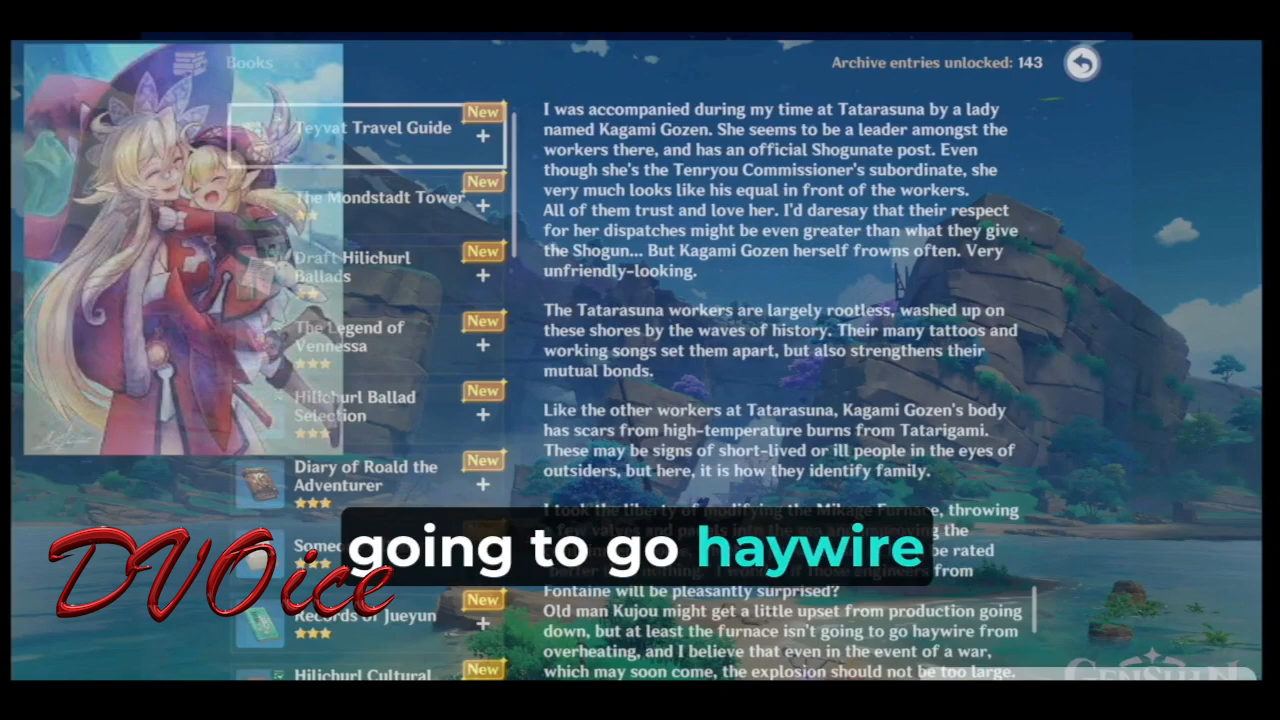 Books
Archive entries unlocked: 143
New
Teyvat Travel Guide
New
The Mondstadt Tower
New
Draft Hilichurl
Ballads
New
The Legend of
Vennessa
New
Hilichurl Ballad
Selection
New
Diary of Roald the
Adventurer
New
Records of Jueyun
New
Hilichurl Cultural
I was accompanied during my time at Tatarasuna by a lady
named Kagami Gozen. She seems to be a leader amongst the
workers there, and has an official Shogunate post. Even
though she's the Tenryou Commissioner's subordinate, she
very much looks like his equal in front of the workers.
All of them trust and love her. I'd daresay that their respect
for her dispatches might be even greater than what they give
the Shogun... But Kagami Gozen herself frowns often. Very
unfriendly-looking.
The Tatarasuna workers are largely rootless, washed up on
these shores by the waves of history. Their many tattoos and
working songs set them apart, but also strengthens their
mutual bonds.
Like the other workers at Tatarasuna, Kagami Gozen's body
has scars from high-temperature burns from Tatarigami.
These may be signs of short-lived or ill people in the eyes of
outsiders, but here, it is how they identify family.
I took the liberty of modifying the Mikage Furnace, throwing
the
be rated
from
Fontaine will be pleasantly surprised?
Old man Kujou might get a little upset from production going
down, but at least the furnace isn't going to go haywire from
overheating, and I believe that even in the event of a war,
which may soon come, the explosion should not be too large.
going to go haywire
DVOice
GENSHIN